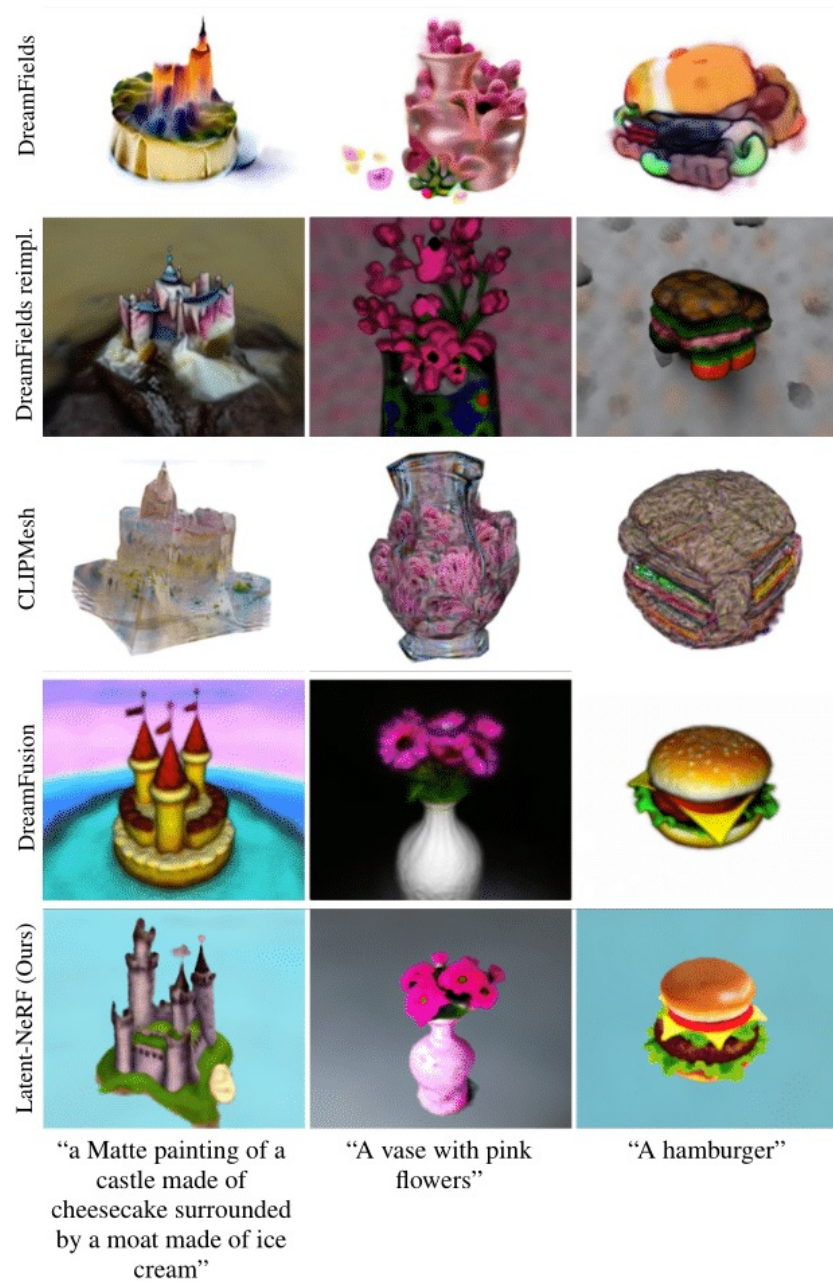 DreamFields
DreamFields reimpl.
CLIPMesh
DreamFusion
Latent-NeRF (Ours)
“a Matte painting of a
castle made of
cheesecake surrounded
by a moat made of ice
cream”
“A vase with pink
flowers”
“A hamburger”